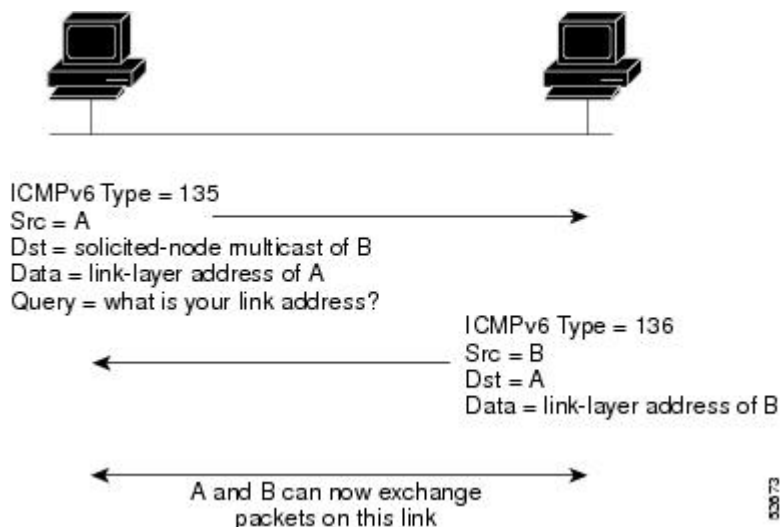 ICMPv6 Type = 135
Src = A
Dst = solicited-node multicast of B
Data = link-layer address of A
Query = what is your link address?
ICMPv6 Type = 136
Src = B
Dst = A
Data = link-layer address of B
A and B can now exchange
packets on this link